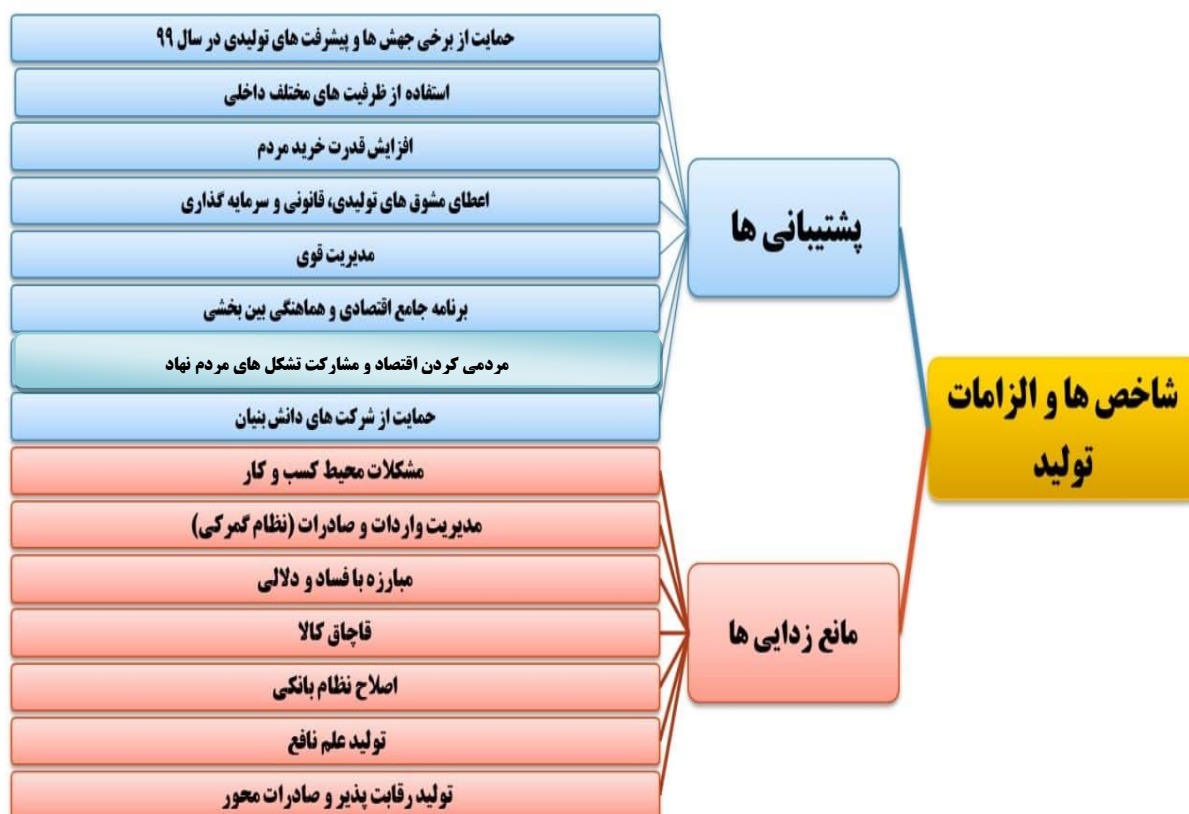 شاخص ها و الزامات
تولید
پشتیبانی ها
حمایت از برخی جهش ها و پیشرفت های تولیدی در سال ۹۹
استفاده از ظرفیت های مختلف داخلی
افزایش قدرت خرید مردم
اعطای مشوق های تولیدی، قانونی و سرمایه گذاری
مدیریت قوی
برنامه جامع اقتصادی و هماهنگی بین بخشی
مردمی کردن اقتصاد و مشارکت تشکل های مردم نهاد
حمایت از شرکت های دانش بنیان
مانع زدایی ها
مشکلات محیط کسب و کار
مدیریت واردات و صادرات (نظام گمرکی)
مبارزه با فساد و دلالی
قاچاق کالا
اصلاح نظام بانکی
تولید علم نافع
تولید رقابت پذیر و صادرات محور